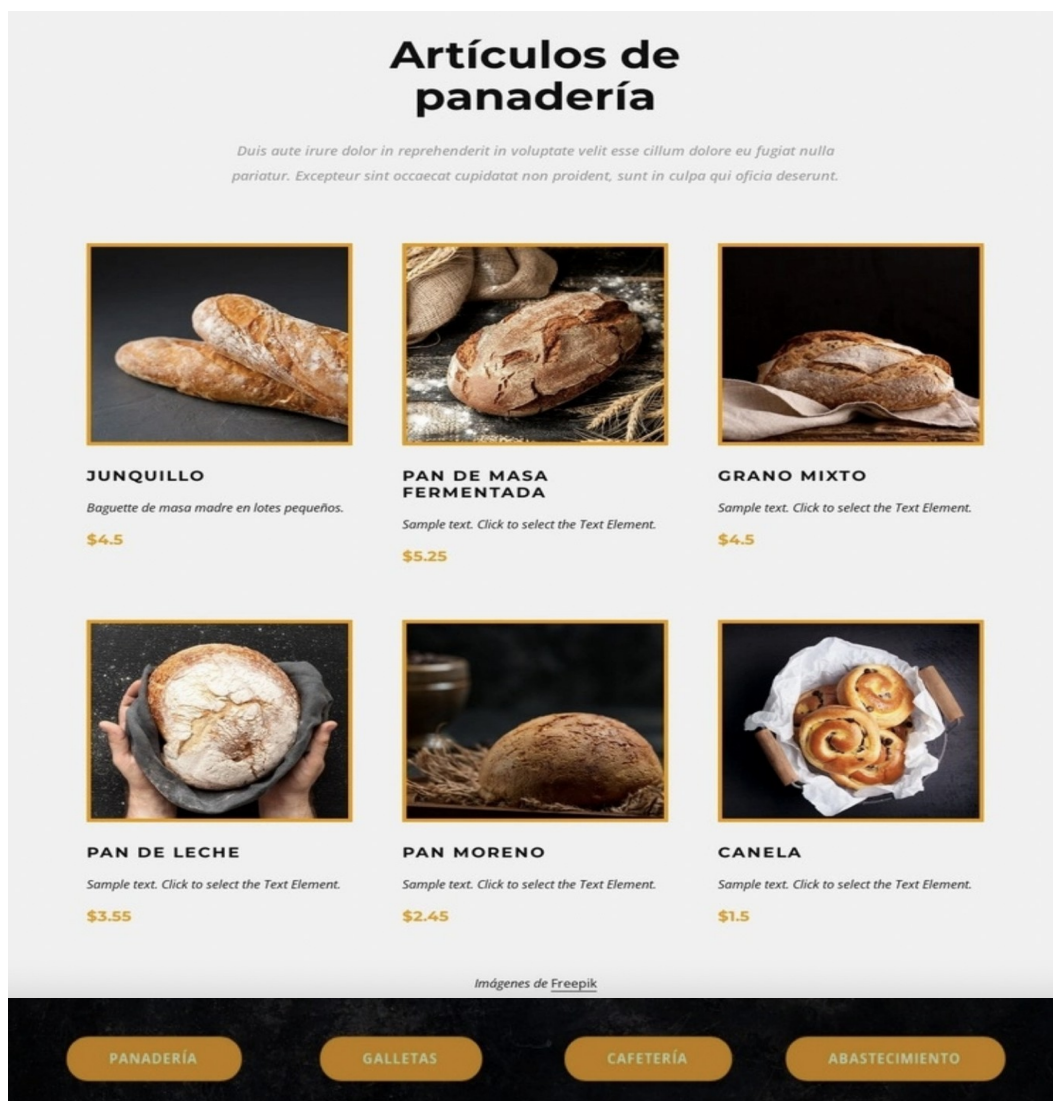 Artículos de
panadería
Duis aute irure dolor in reprehenderit in voluptate velit esse cillum dolore eu fugiat nulla
pariatur. Excepteur sint occaecat cupidatat non proident, sunt in culpa qui oficia deserunt.
JUNQUILLO
Baguette de masa madre en lotes pequeños.
$4.5
PAN DE MASA
FERMENTADA
Sample text. Click to select the Text Element.
$5.25
GRANO MIXTO
Sample text. Click to select the Text Element.
$4.5
PAN DE LECHE
Sample text. Click to select the Text Element.
$3.55
PAN MORENO
Sample text. Click to select the Text Element.
$2.45
CANELA
Sample text. Click to select the Text Element.
$1.5
Imágenes de Freepik
PANADERÍA
GALLETAS
CAFETERÍA
ABASTECIMIENTO